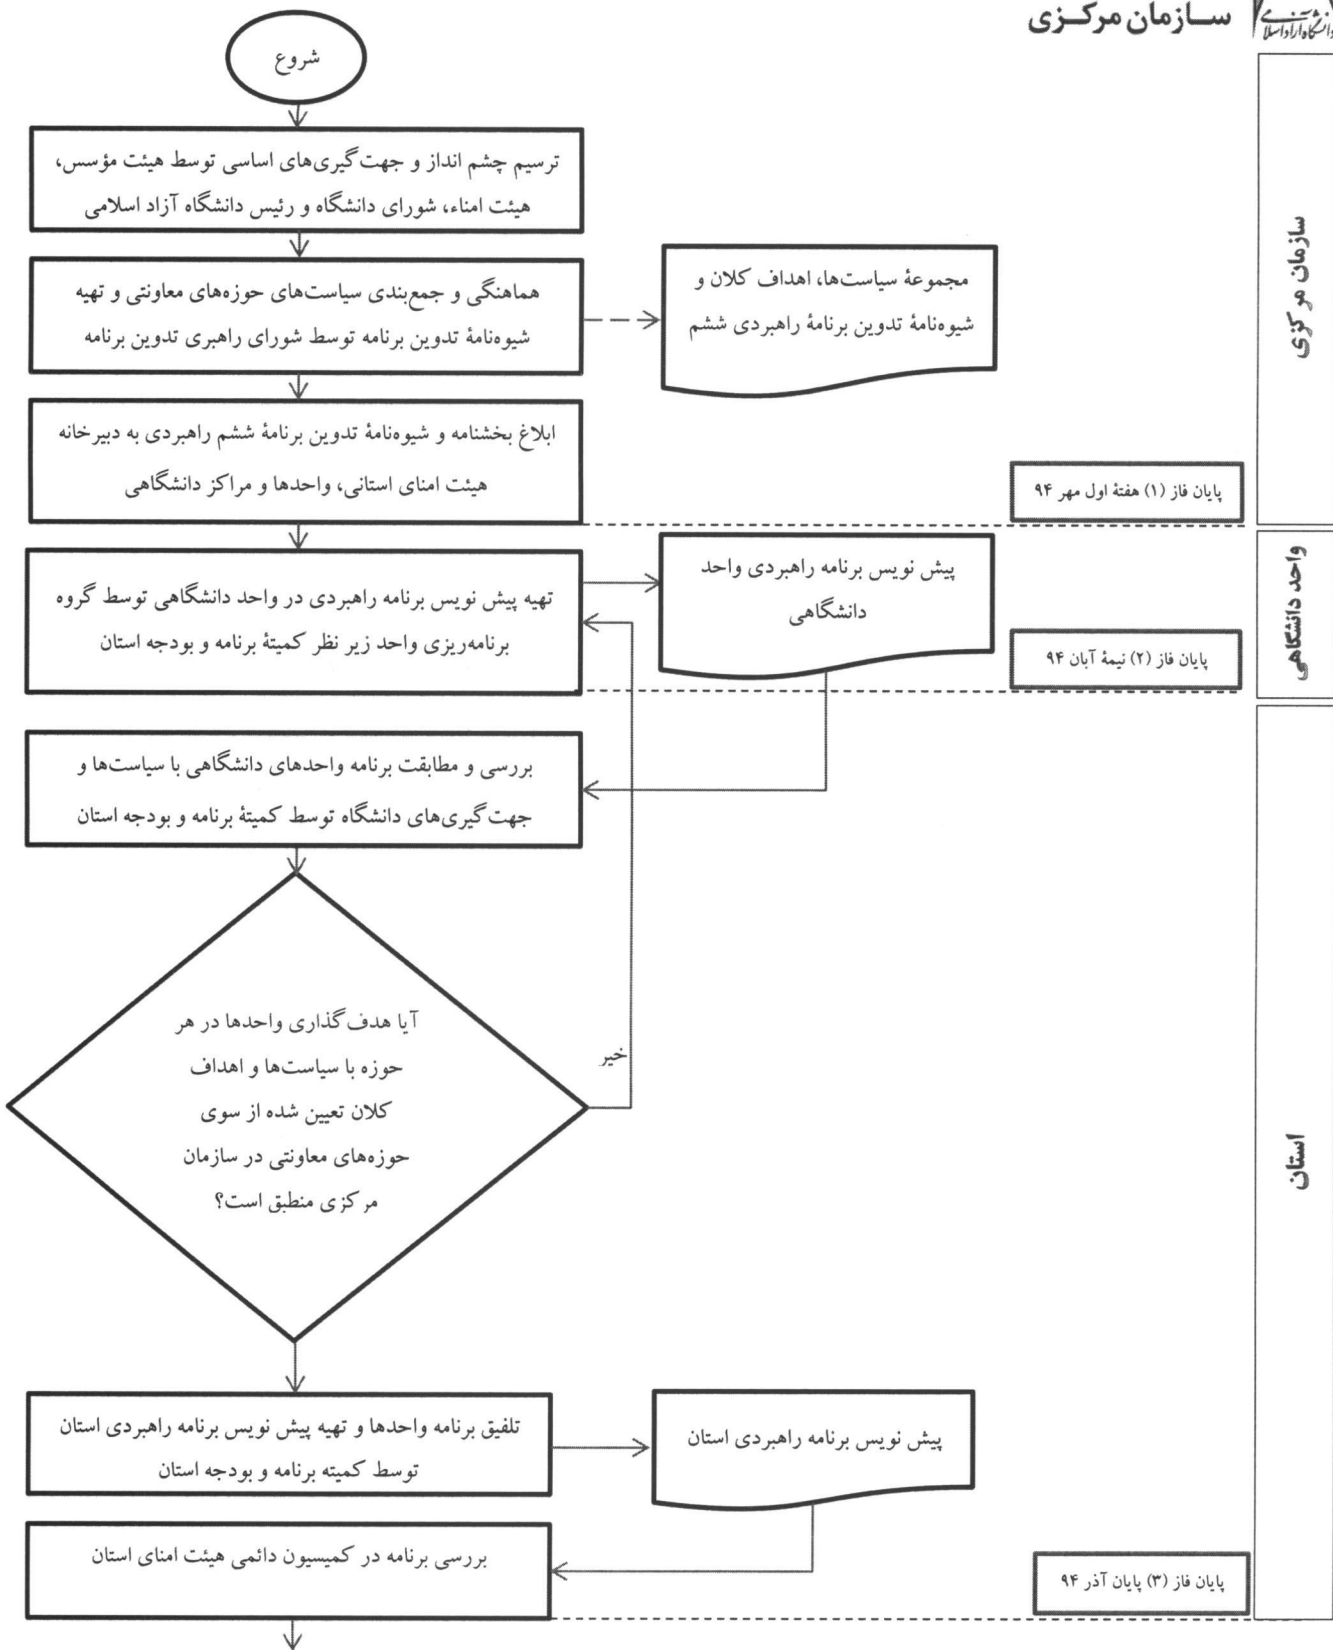 دانشگاه آزاد اسلامی
سـازمان مرکـزی
شروع
ترسیم چشم انداز و جهت‌گیری‌های اساسی توسط هیئت مؤسس،
هیئت امناء، شورای دانشگاه و رئیس دانشگاه آزاد اسلامی
هماهنگی و جمع‌بندی سیاست‌های حوزه‌های معاونتی و تهیه
شیوه‌نامهٔ تدوین برنامه توسط شورای راهبری تدوین برنامه
مجموعهٔ سیاست‌ها، اهداف کلان و
شیوه‌نامهٔ تدوین برنامهٔ راهبردی ششم
سازمان مرکزی
ابلاغ بخشنامه و شیوه‌نامهٔ تدوین برنامهٔ ششم راهبردی به دبیرخانه
هیئت امنای استانی، واحدها و مراکز دانشگاهی
پایان فاز (۱) هفتهٔ اول مهر ۹۴
تهیه پیش نویس برنامه راهبردی در واحد دانشگاهی توسط گروه
برنامه‌ریزی واحد زیر نظر کمیتهٔ برنامه و بودجه استان
پیش نویس برنامه راهبردی واحد
دانشگاهی
واحد دانشگاهی
پایان فاز (۲) نیمهٔ آبان ۹۴
بررسی و مطابقت برنامه واحدهای دانشگاهی با سیاست‌ها و
جهت‌گیری‌های دانشگاه توسط کمیتهٔ برنامه و بودجه استان
آیا هدف‌گذاری واحدها در هر
حوزه با سیاست‌ها و اهداف
کلان تعیین شده از سوی
حوزه‌های معاونتی در سازمان
مرکزی منطبق است؟
خیر
استان
تلفیق برنامه واحدها و تهیه پیش نویس برنامه راهبردی استان
توسط کمیته برنامه و بودجه استان
پیش نویس برنامه راهبردی استان
بررسی برنامه در کمیسیون دائمی هیئت امنای استان
پایان فاز (۳) پایان آذر ۹۴